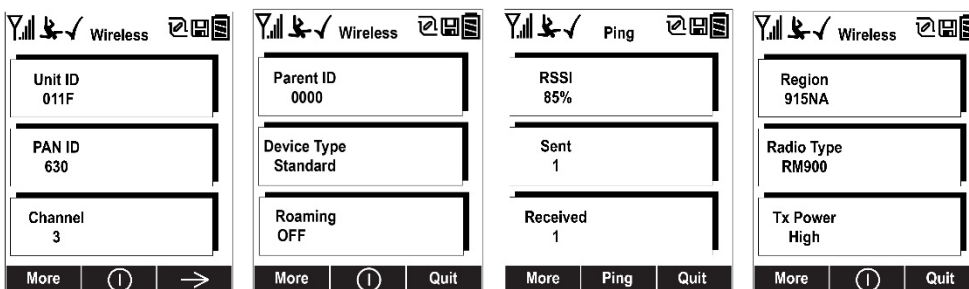 Wireless
Unit ID
011F
PAN ID
630
Channel
3
More
Wireless
Parent ID
0000
Device Type
Standard
Roaming
OFF
More Quit
Ping
RSSI
85%
Sent
1
Received
1
More Ping Quit
Wireless
Region
915NA
Radio Type
RM900
Tx Power
High
More Quit